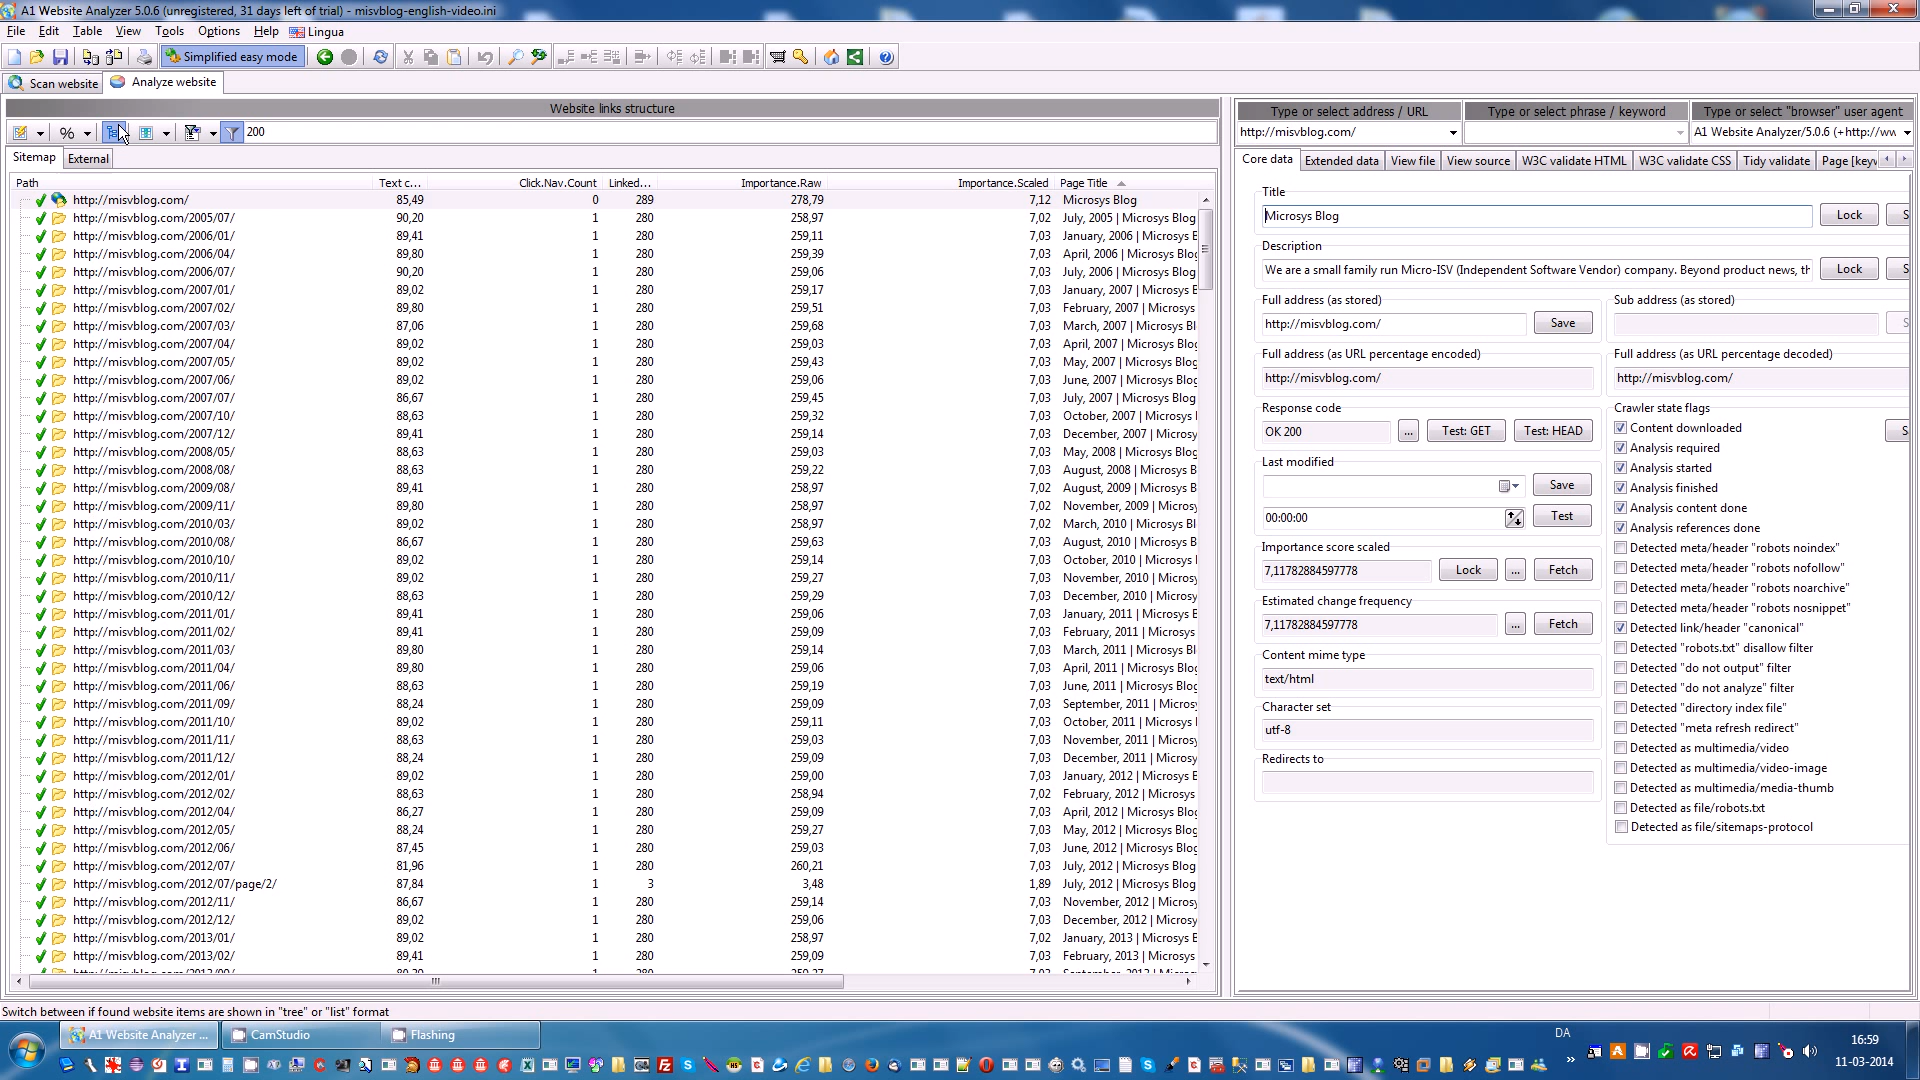 A1 Website Analyzer 5.0.6 (unregistered, 31 days left of trial) - misvblog-english-video.ini
File Edit Table View Tools Options Help Lingua
Simplified easy mode
Scan website Analyze website
Website links structure
% 200
Sitemap External
Path Text c... Click.Nav.Count Linked... Importance.Raw Importance.Scaled Page Title
http://misvblog.com/ 85,49 0 289 278,79 7,12 Microsys Blog
http://misvblog.com/2005/07/ 90,20 1 280 258,97 7,02 July, 2005 | Microsys Blog
http://misvblog.com/2006/01/ 89,41 1 280 259,11 7,03 January, 2006 | Microsys B
http://misvblog.com/2006/04/ 89,80 1 280 259,39 7,03 April, 2006 | Microsys Blog
http://misvblog.com/2006/07/ 90,20 1 280 259,06 7,03 July, 2006 | Microsys Blog
http://misvblog.com/2007/01/ 89,02 1 280 259,17 7,03 January, 2007 | Microsys B
http://misvblog.com/2007/02/ 89,80 1 280 259,51 7,03 February, 2007 | Microsys
http://misvblog.com/2007/03/ 87,06 1 280 259,68 7,03 March, 2007 | Microsys Bl
http://misvblog.com/2007/04/ 89,80 1 280 259,03 7,03 April, 2007 | Microsys Blog
http://misvblog.com/2007/05/ 89,02 1 280 259,43 7,03 May, 2007 | Microsys Blog
http://misvblog.com/2007/06/ 89,02 1 280 259,06 7,03 June, 2007 | Microsys Blog
http://misvblog.com/2007/07/ 86,67 1 280 259,45 7,03 July, 2007 | Microsys Blog
http://misvblog.com/2007/10/ 88,63 1 280 259,32 7,03 October, 2007 | Microsys
http://misvblog.com/2007/12/ 89,41 1 280 259,14 7,03 December, 2007 | Microsy
http://misvblog.com/2008/05/ 88,63 1 280 259,03 7,03 May, 2008 | Microsys Blog
http://misvblog.com/2008/08/ 88,63 1 280 259,22 7,03 August, 2008 | Microsys B
http://misvblog.com/2009/08/ 89,41 1 280 258,97 7,02 August, 2009 | Microsys B
http://misvblog.com/2009/11/ 89,80 1 280 258,97 7,02 November, 2009 | Microsy
http://misvblog.com/2010/03/ 89,02 1 280 258,97 7,02 March, 2010 | Microsys Bl
http://misvblog.com/2010/08/ 86,67 1 280 259,63 7,03 August, 2010 | Microsys B
http://misvblog.com/2010/10/ 89,02 1 280 259,14 7,03 October, 2010 | Microsys
http://misvblog.com/2010/11/ 89,02 1 280 259,27 7,03 November, 2010 | Microsy
http://misvblog.com/2010/12/ 88,63 1 280 259,29 7,03 December, 2010 | Microsy
http://misvblog.com/2011/01/ 89,41 1 280 259,06 7,03 January, 2011 | Microsys B
http://misvblog.com/2011/02/ 89,41 1 280 259,09 7,03 February, 2011 | Microsys
http://misvblog.com/2011/03/ 89,80 1 280 259,14 7,03 March, 2011 | Microsys Bl
http://misvblog.com/2011/04/ 89,80 1 280 259,06 7,03 April, 2011 | Microsys Blog
http://misvblog.com/2011/06/ 88,63 1 280 259,19 7,03 June, 2011 | Microsys Blog
http://misvblog.com/2011/09/ 88,24 1 280 259,09 7,03 September, 2011 | Microsy
http://misvblog.com/2011/10/ 89,02 1 280 259,11 7,03 October, 2011 | Microsys
http://misvblog.com/2011/11/ 88,63 1 280 259,03 7,03 November, 2011 | Microsy
http://misvblog.com/2011/12/ 88,24 1 280 259,09 7,03 December, 2011 | Microsy
http://misvblog.com/2012/01/ 89,02 1 280 259,00 7,03 January, 2012 | Microsys B
http://misvblog.com/2012/02/ 88,63 1 280 258,94 7,02 February, 2012 | Microsys
http://misvblog.com/2012/04/ 86,27 1 280 259,09 7,03 April, 2012 | Microsys Blog
http://misvblog.com/2012/05/ 88,24 1 280 259,27 7,03 May, 2012 | Microsys Blog
http://misvblog.com/2012/06/ 87,45 1 280 259,03 7,03 June, 2012 | Microsys Blog
http://misvblog.com/2012/07/ 81,96 1 280 260,21 7,03 July, 2012 | Microsys Blog
http://misvblog.com/2012/07/page/2/ 87,84 1 3 3,48 1,89 July, 2012 | Microsys Blog
http://misvblog.com/2012/11/ 86,67 1 280 259,14 7,03 November, 2012 | Microsy
http://misvblog.com/2012/12/ 89,02 1 280 259,06 7,03 December, 2012 | Microsy
http://misvblog.com/2013/01/ 89,02 1 280 258,97 7,02 January, 2013 | Microsys B
http://misvblog.com/2013/02/ 89,41 1 280 259,09 7,03 February, 2013 | Microsys
Type or select address / URL Type or select phrase / keyword Type or select "browser" user agent
http://misvblog.com/ A1 Website Analyzer/5.0.6 (+http://ww
Core data Extended data View file View source W3C validate HTML W3C validate CSS Tidy validate Page [keyw
Title
Microsys Blog Lock S
Description
We are a small family run Micro-ISV (Independent Software Vendor) company. Beyond product news, th Lock S
Full address (as stored) Sub address (as stored)
http://misvblog.com/ Save S
Full address (as URL percentage encoded) Full address (as URL percentage decoded)
http://misvblog.com/ http://misvblog.com/
Response code
OK 200 ... Test: GET Test: HEAD
Last modified
Save
00:00:00 Test
Importance score scaled
7,11782884597778 Lock ... Fetch
Estimated change frequency
7,11782884597778 ... Fetch
Content mime type
text/html
Character set
utf-8
Redirects to
Crawler state flags
Content downloaded S
Analysis required
Analysis started
Analysis finished
Analysis content done
Analysis references done
Detected meta/header "robots noindex"
Detected meta/header "robots nofollow"
Detected meta/header "robots noarchive"
Detected meta/header "robots nosnippet"
Detected link/header "canonical"
Detected "robots.txt" disallow filter
Detected "do not output" filter
Detected "do not analyze" filter
Detected "directory index file"
Detected "meta refresh redirect"
Detected as multimedia/video
Detected as multimedia/video-image
Detected as multimedia/media-thumb
Detected as file/robots.txt
Detected as file/sitemaps-protocol
Switch between if found website items are shown in "tree" or "list" format
A1 Website Analyzer ... CamStudio Flashing
DA
16:59
11-03-2014